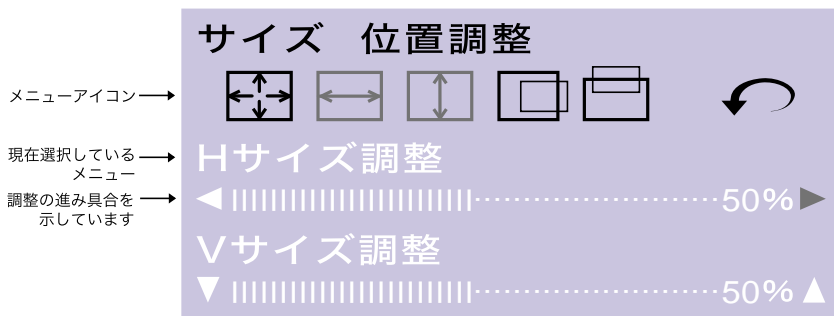 サイズ 位置調整
メニューアイコン
現在選択している
メニュー
Hサイズ調整
調整の進み具合を
示しています
50%
Vサイズ調整
50%